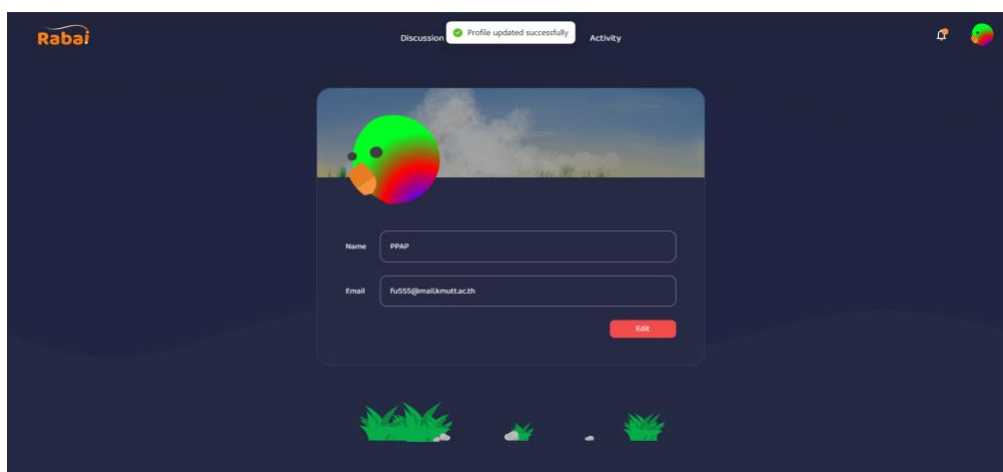 Rabai
Discussion
Profile updated successfully
Activity
Name
PPAP
Email
fu555@mail.kmutt.ac.th
Edit